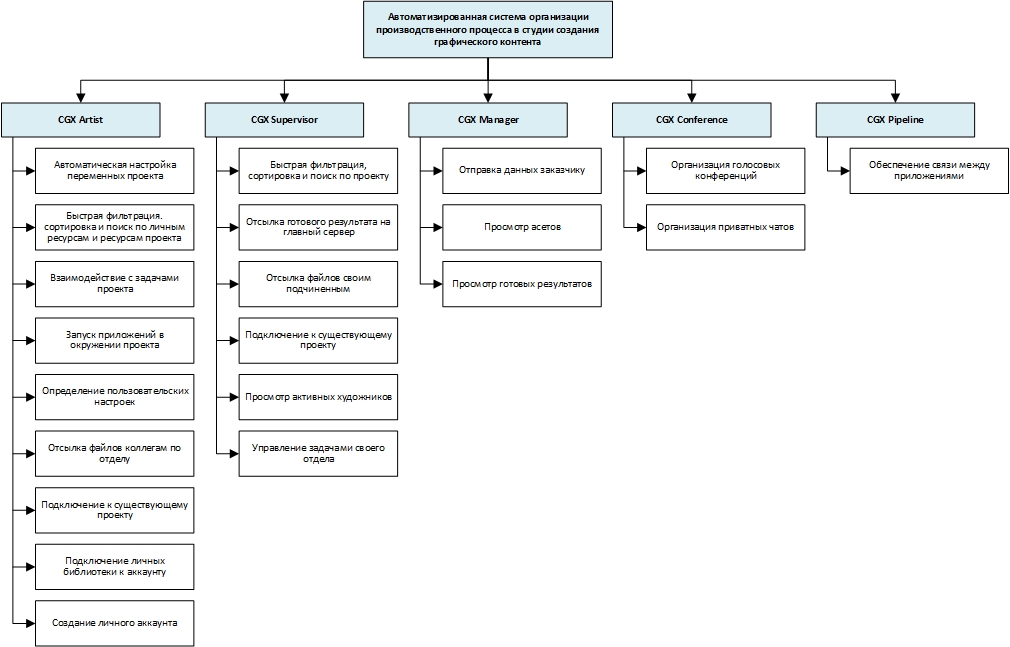 Автоматизированная система организации
производственного процесса в студии создания
графического контента
CGX Artist
Автоматическая настройка
переменных проекта
Быстрая фильтрация.
сортировка и поиск по личным
ресурсам и ресурсам проекта
Взаимодействие с задачами
проекта
Запуск приложений в
окружении проекта
Определение пользовательских
настроек
Отсылка файлов коллегам по
отделу
Подключение к существующему
проекту
Подключение личных
библиотеки к аккаунту
Создание личного аккаунта
CGX Supervisor
Быстрая фильтрация,
сортировка и поиск по проекту
Отсылка готового результата на
главный сервер
Отсылка файлов своим
подчиненным
Подключение к существующему
проекту
Просмотр активных художников
Управление задачами своего
отдела
CGX Manager
Отправка данных заказчику
Просмотр асетов
Просмотр готовых результатов
CGX Conference
Организация голосовых
конференций
Организация приватных чатов
CGX Pipeline
Обеспечение связи между
приложениями